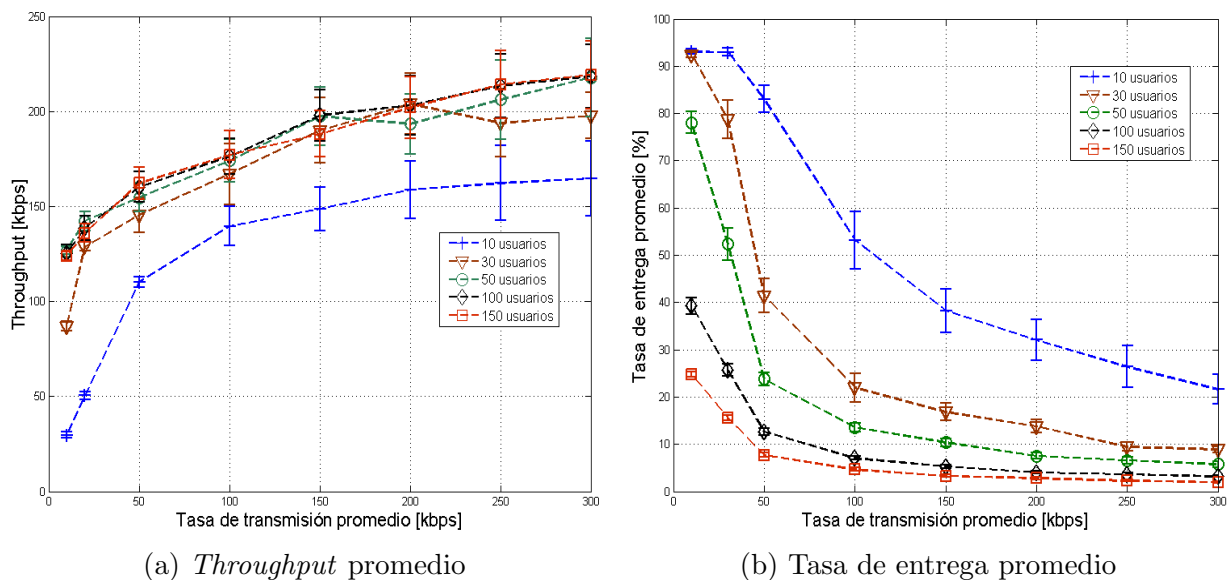 250
200
150
100
50
0
0
50
100
150
200
250
300
Throughput [kbps]
Tasa de transmisión promedio [kbps]
10 usuarios
30 usuarios
50 usuarios
100 usuarios
150 usuarios
(a) Throughput promedio
100
90
80
70
60
50
40
30
20
10
0
0
50
100
150
200
250
300
Tasa de entrega promedio [%]
Tasa de transmisión promedio [kbps]
10 usuarios
30 usuarios
50 usuarios
100 usuarios
150 usuarios
(b) Tasa de entrega promedio